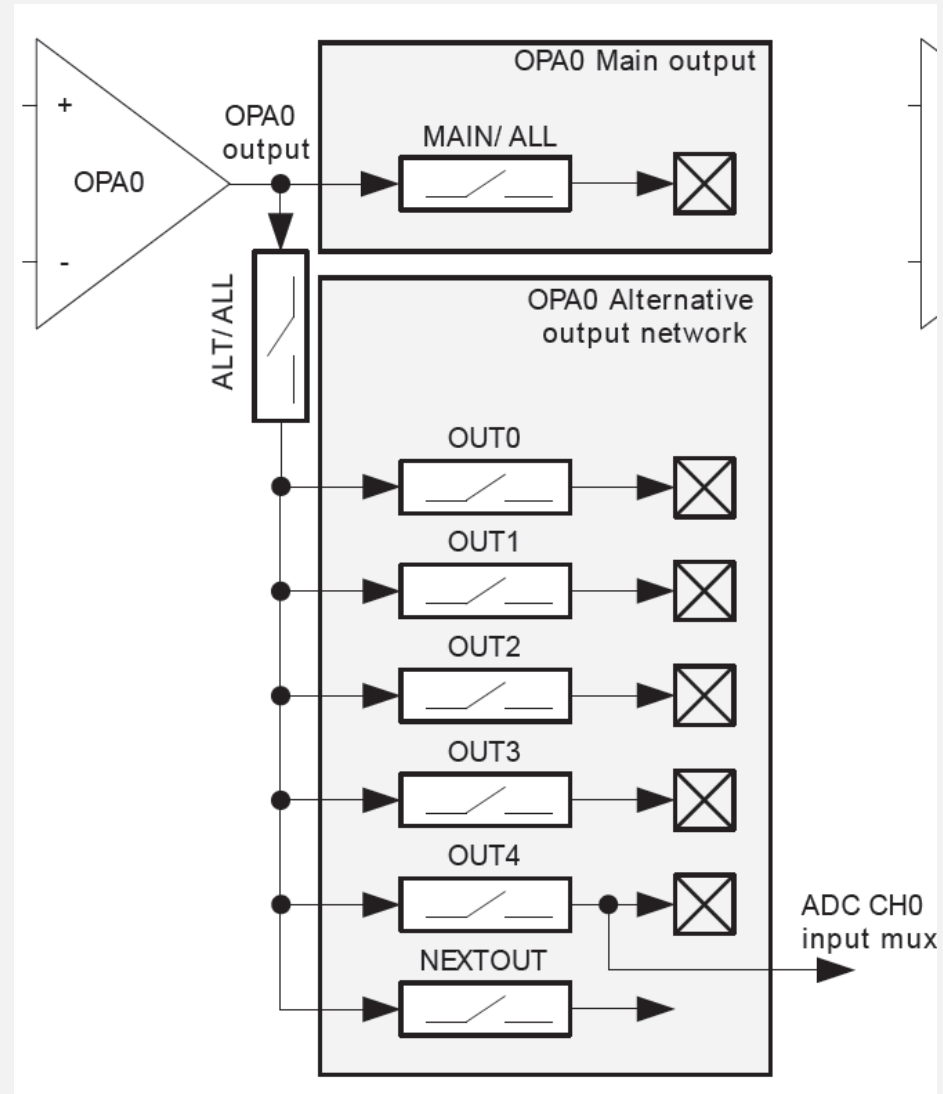 OPA0 Main output
+
OPA0
output
MAIN/ ALL
OPA0
-
ALT/ ALL
OPA0 Alternative
output network
OUT0
OUT1
OUT2
OUT3
OUT4
ADC CH0
input mux
NEXTOUT